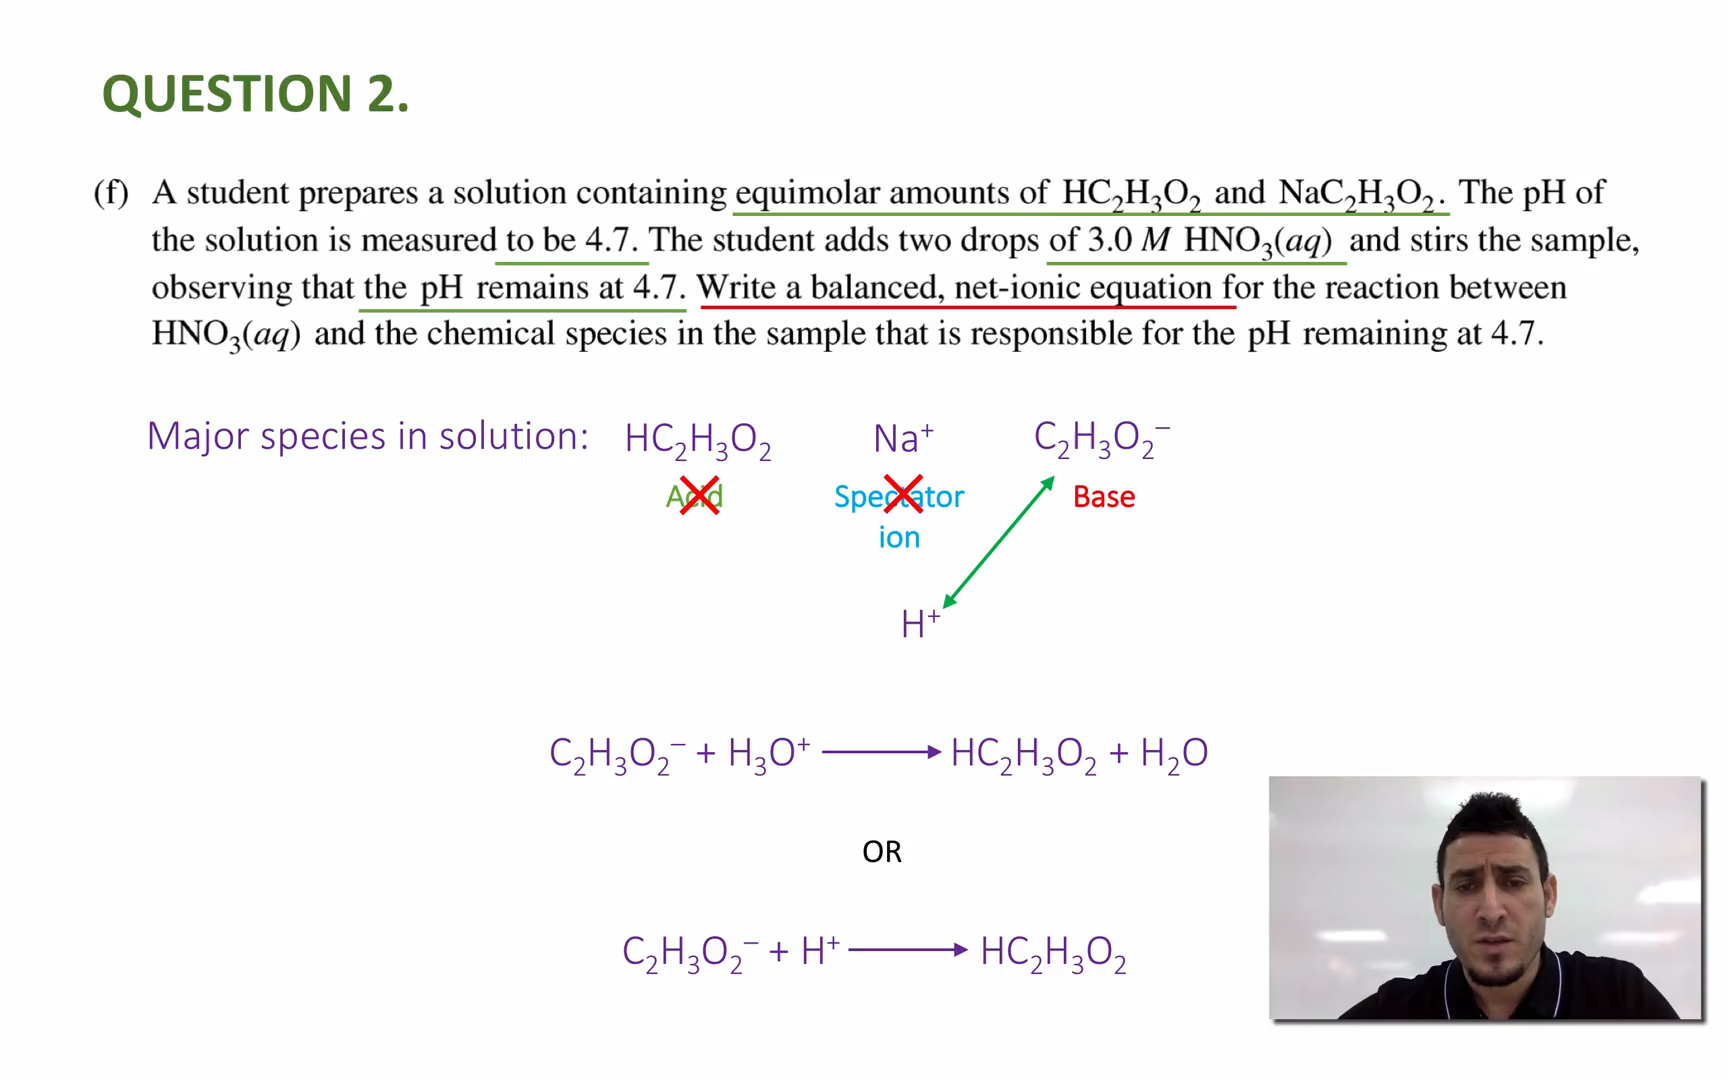 QUESTION 2.
(f) A student prepares a solution containing equimolar amounts of HC₂H₃O₂ and NaC₂H₃O₂. The pH of
the solution is measured to be 4.7. The student adds two drops of 3.0 M HNO₃(aq) and stirs the sample,
observing that the pH remains at 4.7. Write a balanced, net-ionic equation for the reaction between
HNO₃(aq) and the chemical species in the sample that is responsible for the pH remaining at 4.7.
Major species in solution: HC₂H₃O₂ Na⁺ C₂H₃O₂⁻
Acid Spectator Base
ion
H⁺
C₂H₃O₂⁻ + H₃O⁺ ⟶ HC₂H₃O₂ + H₂O
OR
C₂H₃O₂⁻ + H⁺ ⟶ HC₂H₃O₂